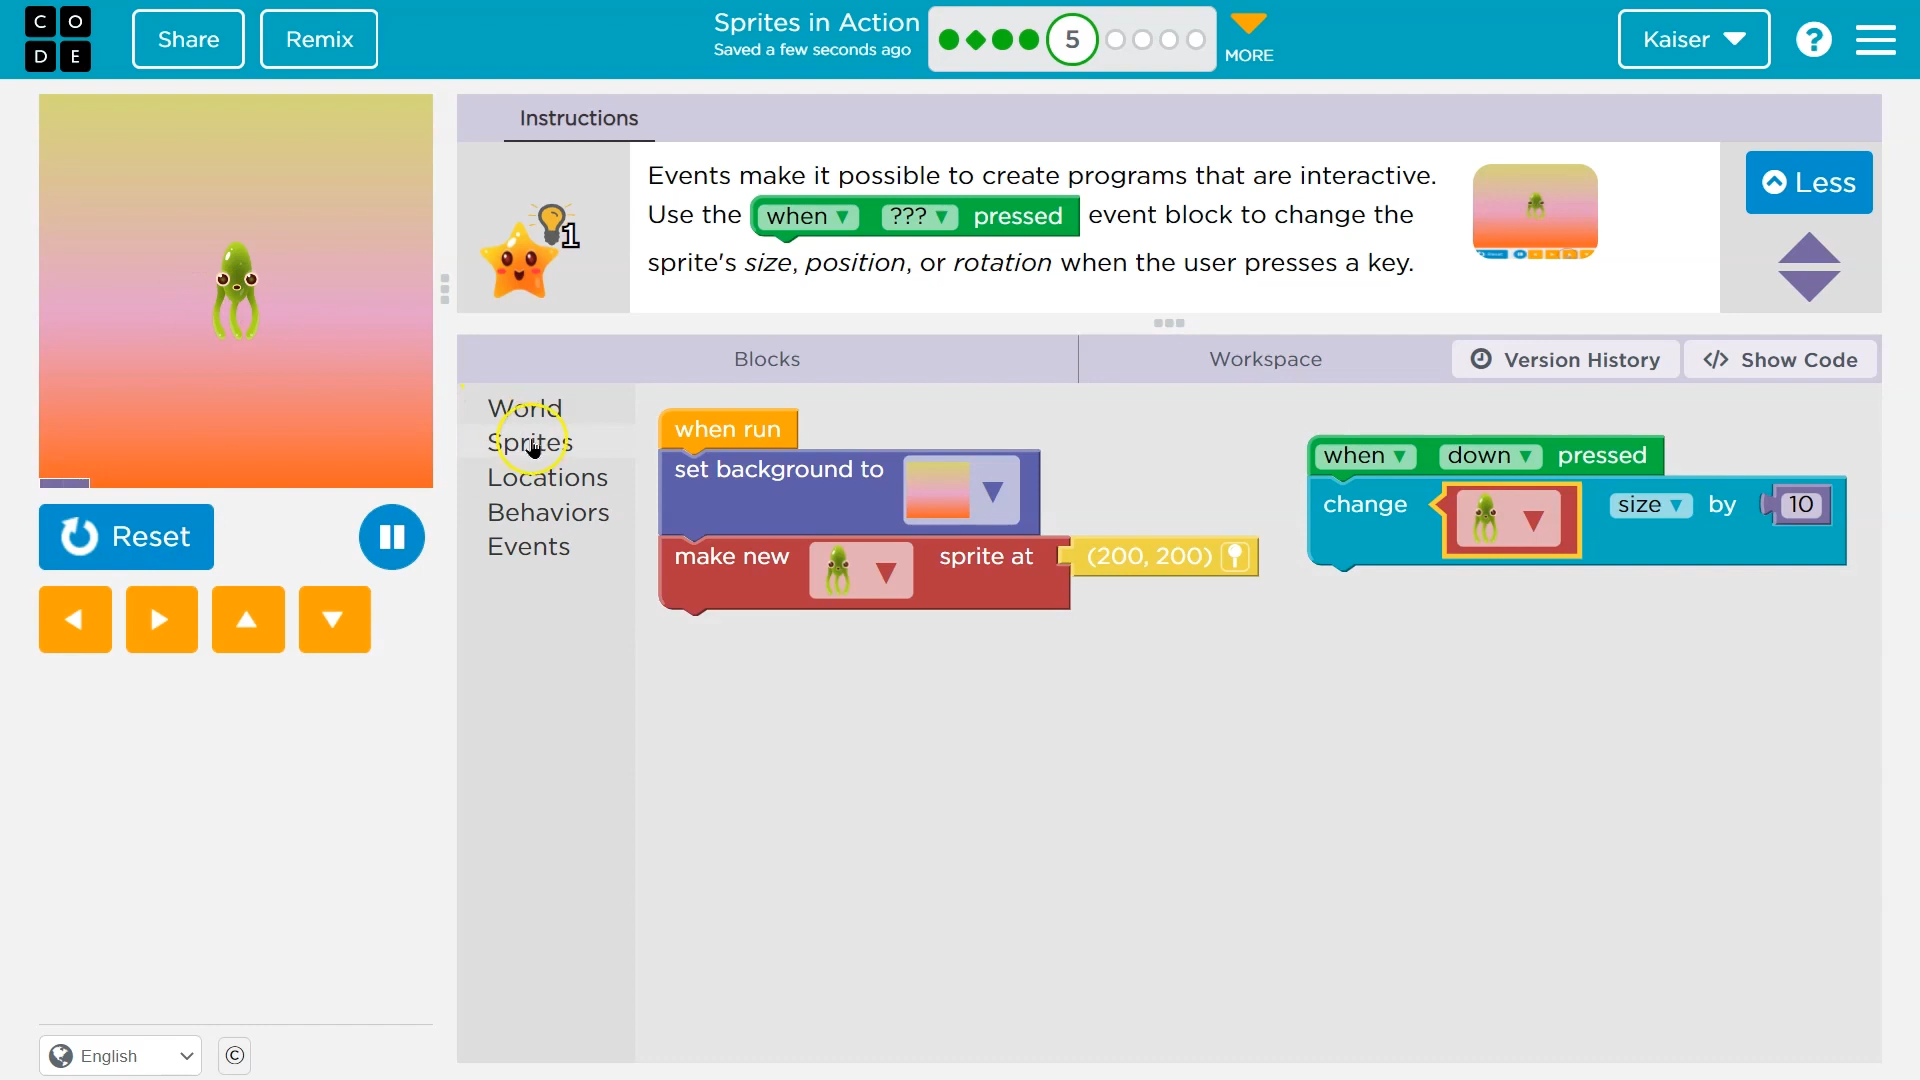 C O
D E
Share
Remix
Sprites in Action
Saved a few seconds ago
5
MORE
Kaiser
?
Instructions
1
Events make it possible to create programs that are interactive.
Use the when ▼ ??? ▼ pressed event block to change the
sprite's size, position, or rotation when the user presses a key.
Less
Blocks
Workspace
Version History
</> Show Code
World
Sprites
Locations
Behaviors
Events
when run
set background to
make new sprite at (200, 200)
when ▼ down ▼ pressed
change size ▼ by 10
Reset
English
©